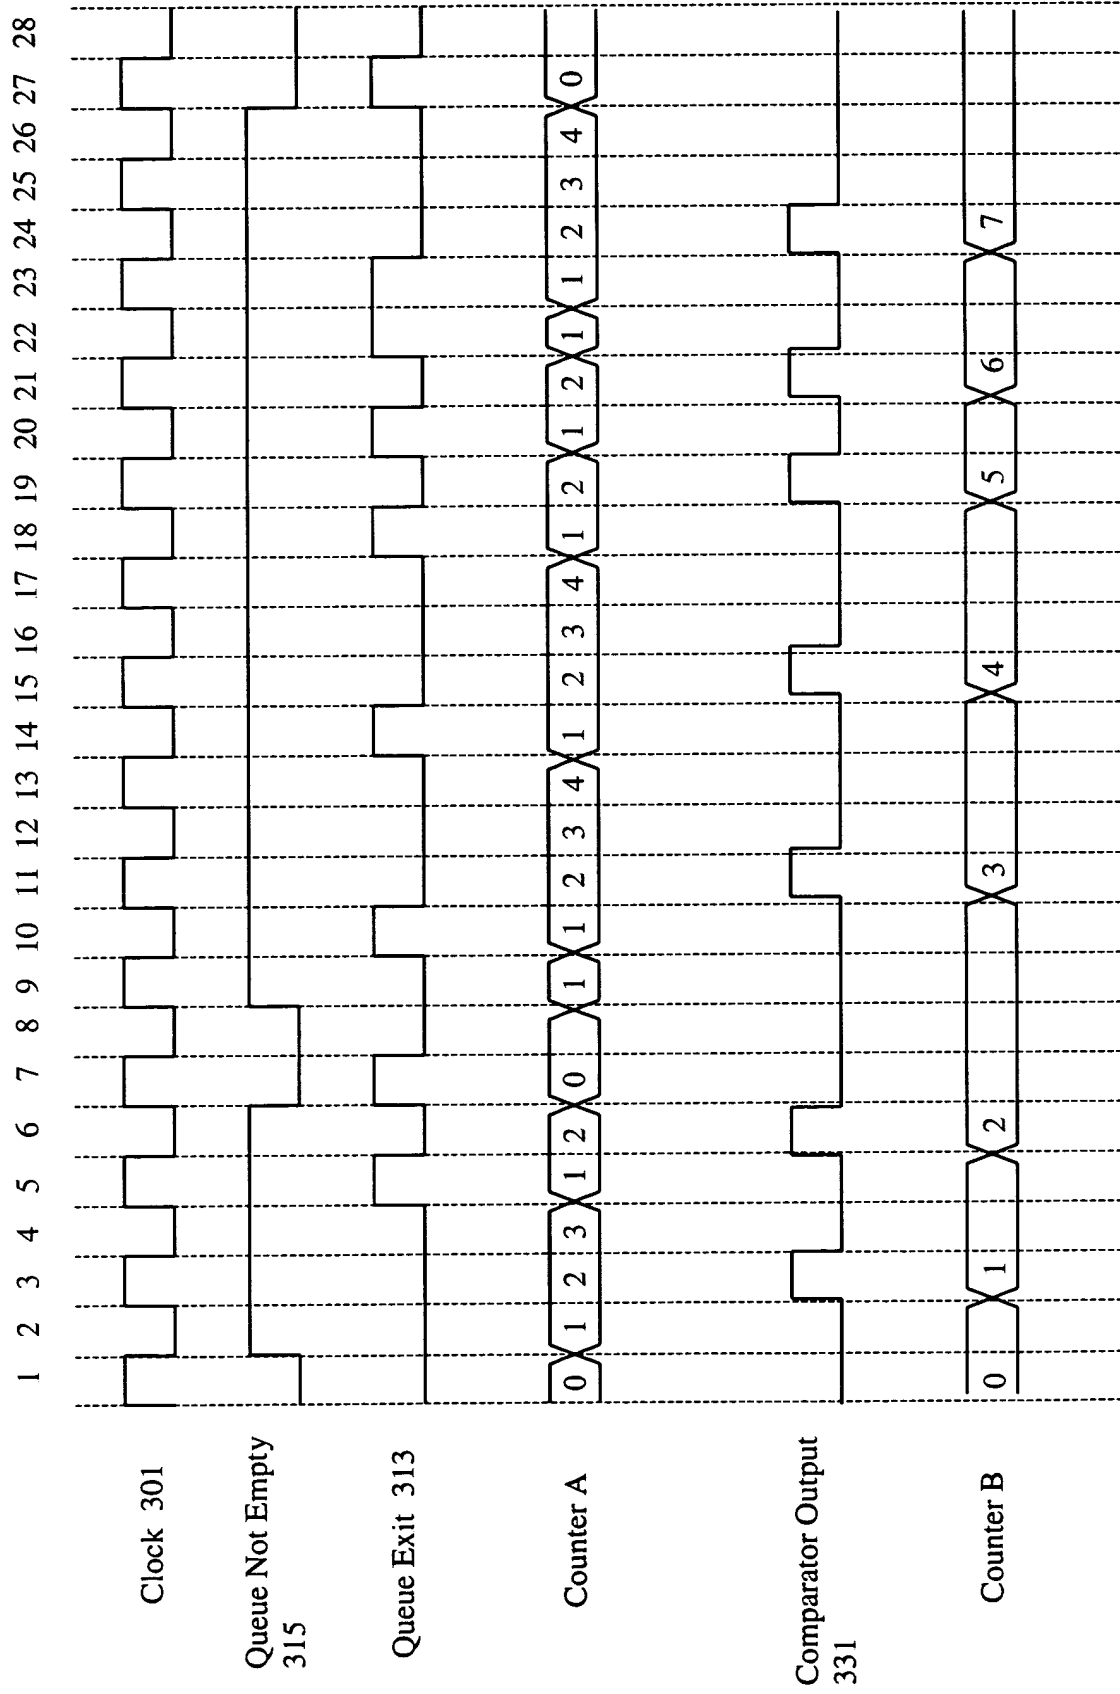 1 2 3 4 5 6 7 8 9 10 11 12 13 14 15 16 17 18 19 20 21 22 23 24 25 26 27 28
Clock 301
Queue Not Empty
315
Queue Exit 313
Counter A
0 1 2 3 1 2 0 1 1 2 3 4 1 2 3 4 1 2 1 2 1 1 2 3 4 0
Comparator Output
331
Counter B
0 1 2 3 4 5 6 7